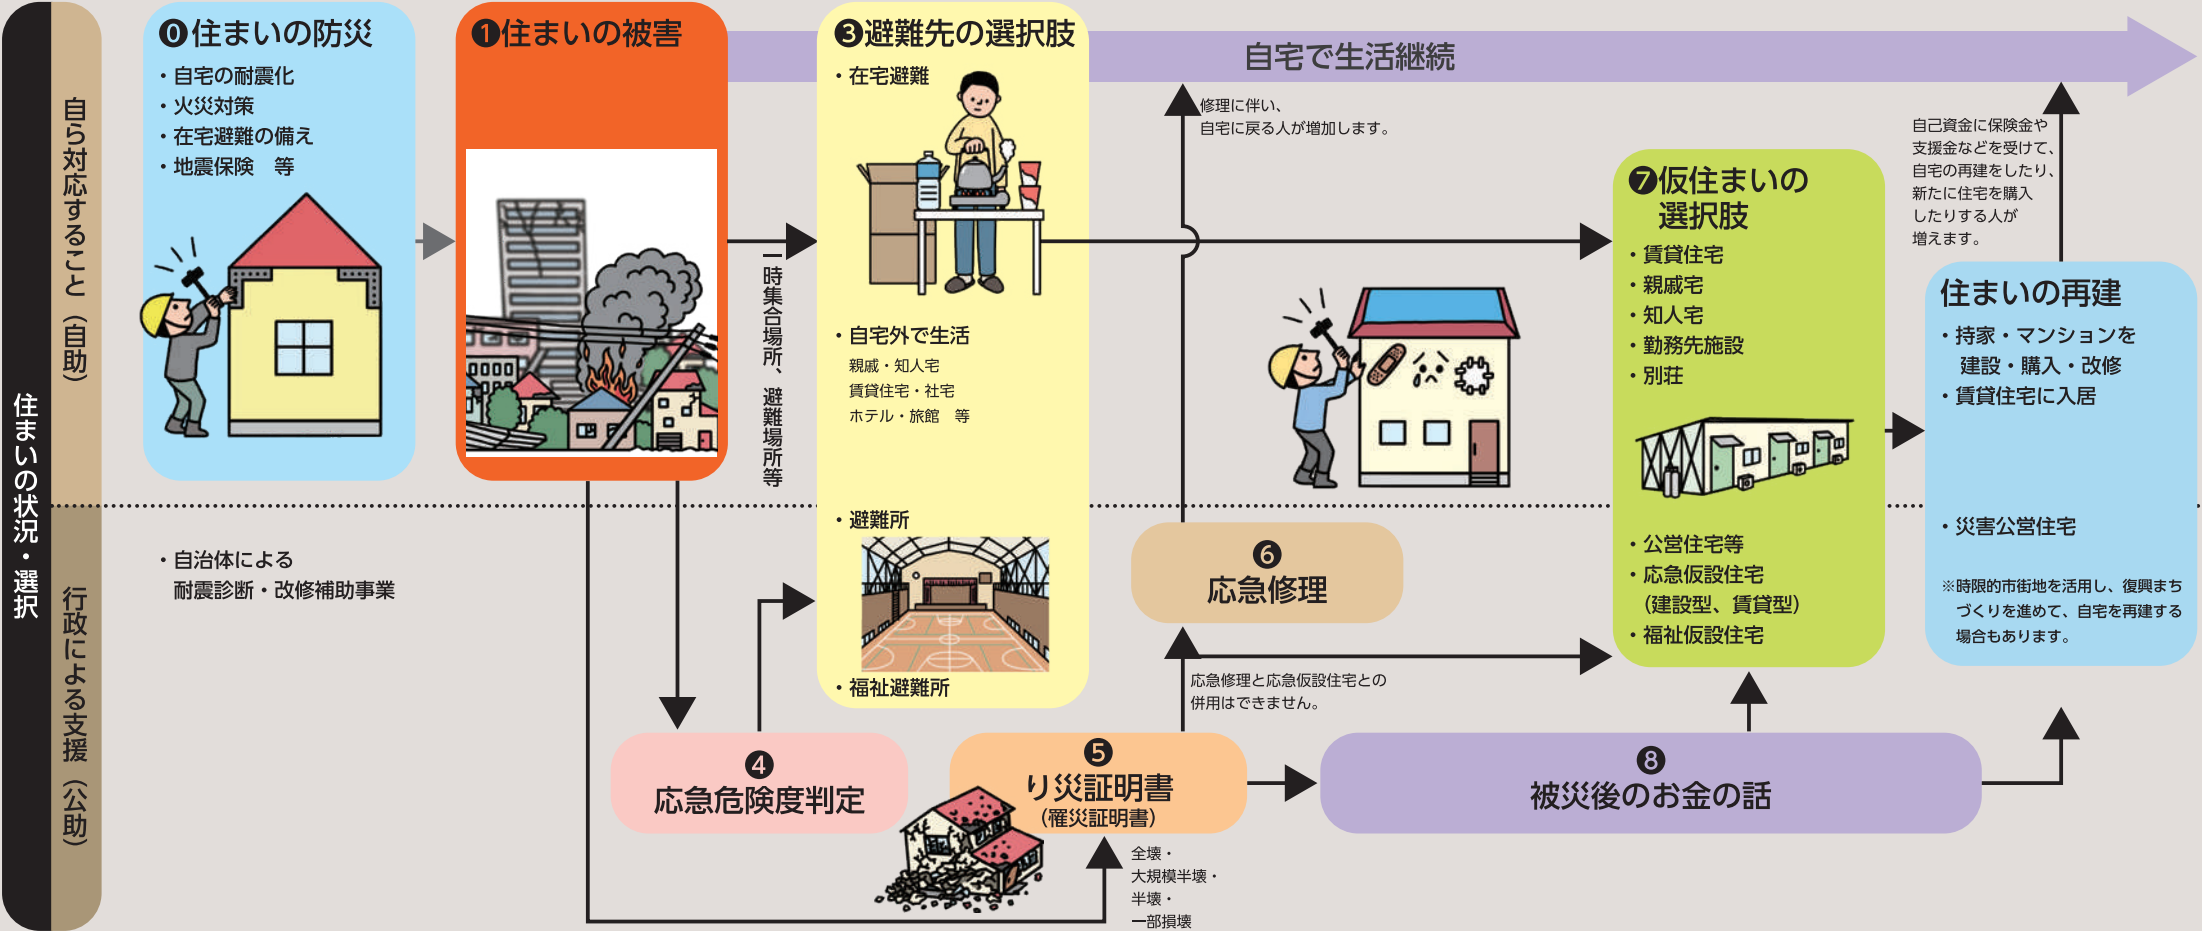 住まいの状況・選択
自ら対応すること（自助）
行政による支援（公助）
⓿住まいの防災
・自宅の耐震化
・火災対策
・在宅避難の備え
・地震保険　等
・自治体による
耐震診断・改修補助事業
❶住まいの被害
一時集合場所、避難場所等
❸避難先の選択肢
・在宅避難
・自宅外で生活
親戚・知人宅
賃貸住宅・社宅
ホテル・旅館　等
・避難所
・福祉避難所
自宅で生活継続
修理に伴い、
自宅に戻る人が増加します。
❹
応急危険度判定
❺
り災証明書
（罹災証明書）
全壊・
大規模半壊・
半壊・
一部損壊
❻
応急修理
応急修理と応急仮設住宅との
併用はできません。
❼仮住まいの
選択肢
・賃貸住宅
・親戚宅
・知人宅
・勤務先施設
・別荘
・公営住宅等
・応急仮設住宅
（建設型、賃貸型）
・福祉仮設住宅
❽
被災後のお金の話
自己資金に保険金や
支援金などを受けて、
自宅の再建をしたり、
新たに住宅を購入
したりする人が
増えます。
住まいの再建
・持家・マンションを
建設・購入・改修
・賃貸住宅に入居
・災害公営住宅
※時限的市街地を活用し、復興まち
づくりを進めて、自宅を再建する
場合もあります。